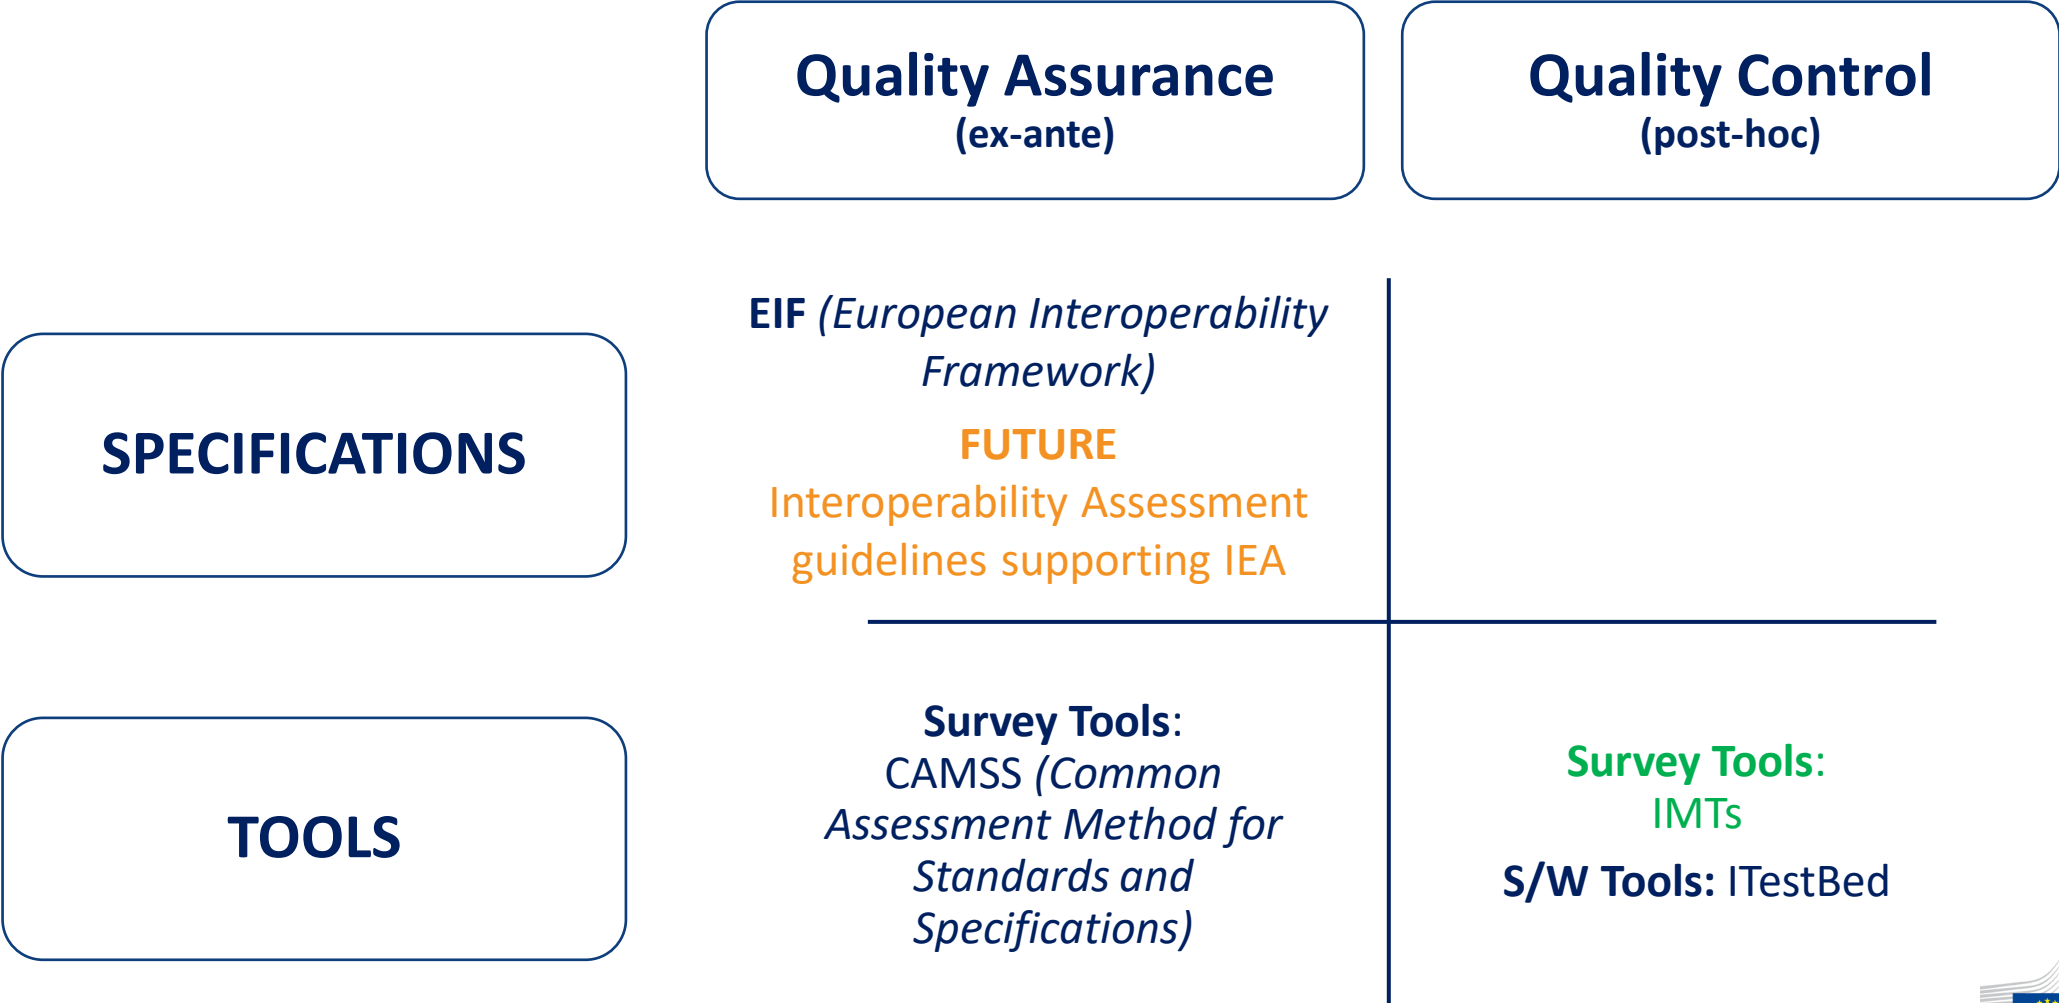 Quality Assurance
(ex-ante)
Quality Control
(post-hoc)
SPECIFICATIONS
EIF (European Interoperability
Framework)
FUTURE
Interoperability Assessment
guidelines supporting IEA
TOOLS
Survey Tools:
CAMSS (Common
Assessment Method for
Standards and
Specifications)
Survey Tools:
IMTs
S/W Tools: ITestBed